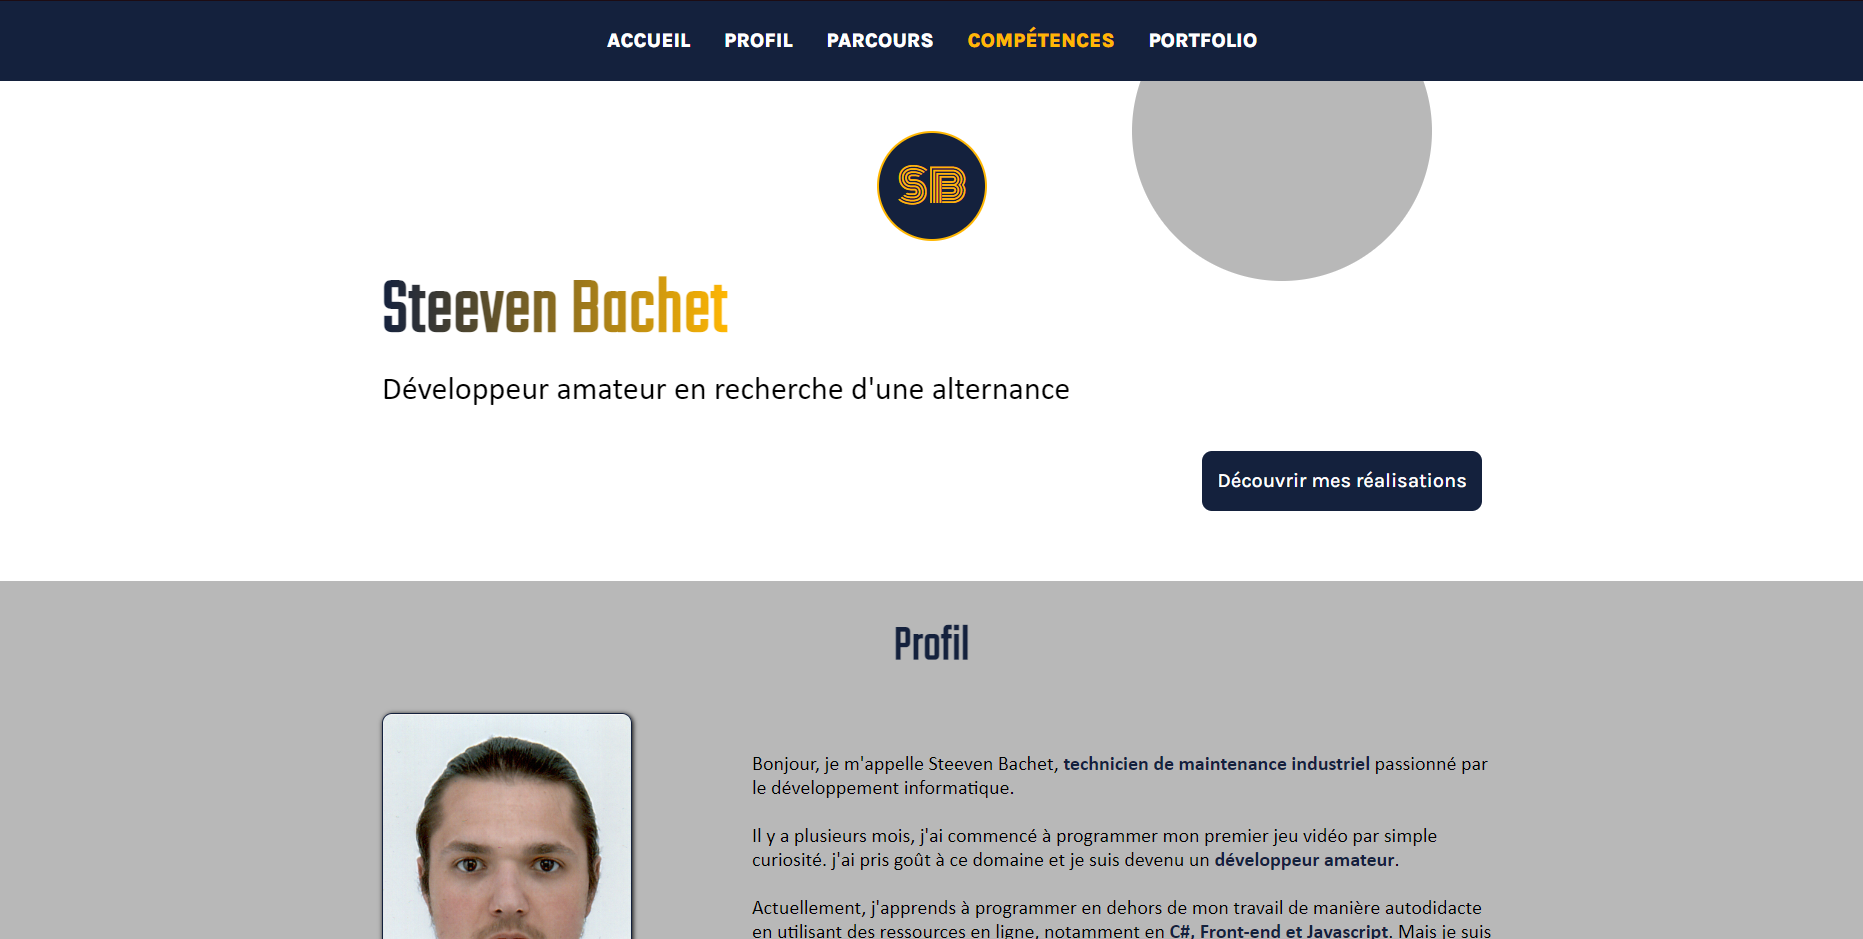 ACCUEIL PROFIL PARCOURS COMPÉTENCES PORTFOLIO
SB
Steeven Bachet
Développeur amateur en recherche d'une alternance
Découvrir mes réalisations
Profil
Bonjour, je m'appelle Steeven Bachet, technicien de maintenance industriel passionné par
le développement informatique.
Il y a plusieurs mois, j'ai commencé à programmer mon premier jeu vidéo par simple
curiosité. j'ai pris goût à ce domaine et je suis devenu un développeur amateur.
Actuellement, j'apprends à programmer en dehors de mon travail de manière autodidacte
en utilisant des ressources en ligne, notamment en C#, Front-end et Javascript. Mais je suis